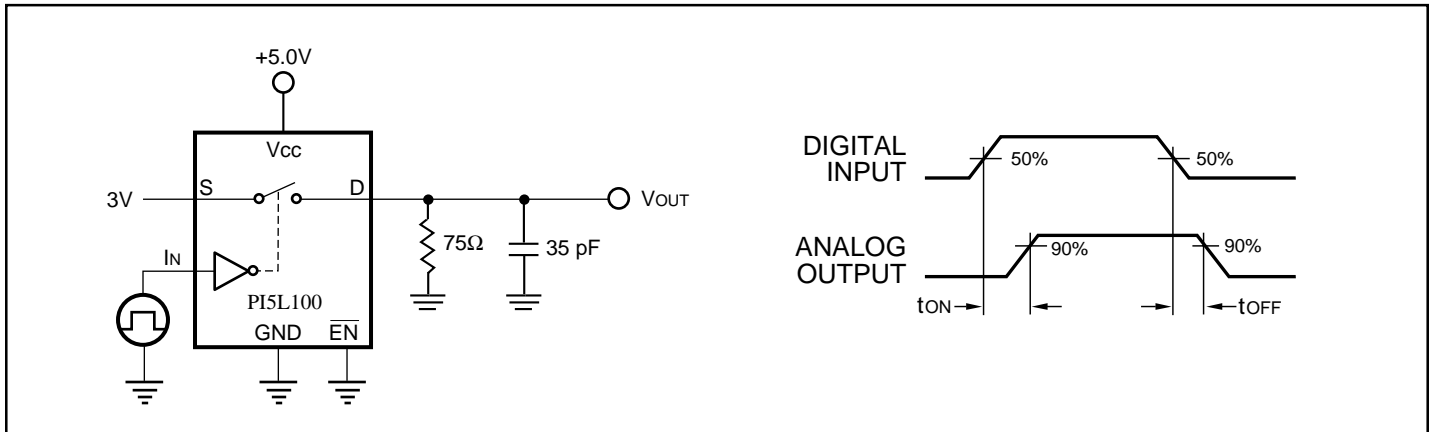 +5.0V
Vcc
S
D
3V
VOUT
75Ω
35 pF
IN
PI5L100
GND
EN
DIGITAL
INPUT
50%
50%
ANALOG
OUTPUT
90%
90%
tON
tOFF